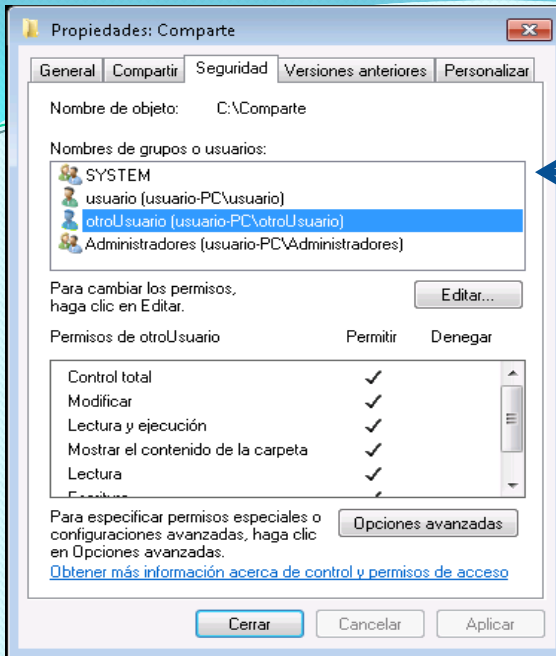 Propiedades: Comparte
General Compartir Seguridad Versiones anteriores Personalizar
Nombre de objeto: C:\Comparte
Nombres de grupos o usuarios:
SYSTEM
usuario (usuario-PC\usuario)
otroUsuario (usuario-PC\otroUsuario)
Administradores (usuario-PC\Administradores)
Para cambiar los permisos,
haga clic en Editar.
Editar...
Permisos de otroUsuario Permitir Denegar
Control total
Modificar
Lectura y ejecución
Mostrar el contenido de la carpeta
Lectura
Para especificar permisos especiales o
configuraciones avanzadas, haga clic
en Opciones avanzadas.
Opciones avanzadas
Obtener más información acerca de control y permisos de acceso
Cerrar Cancelar Aplicar